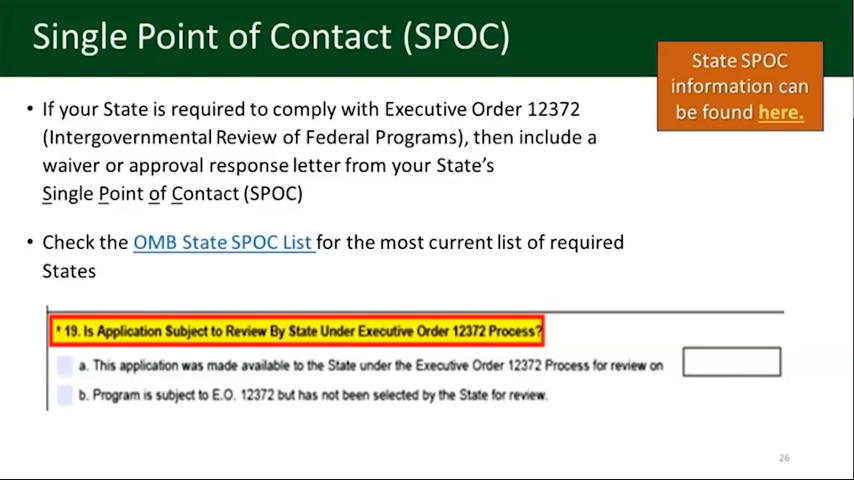 Single Point of Contact (SPOC)
State SPOC
information can
be found here.
• If your State is required to comply with Executive Order 12372
(Intergovernmental Review of Federal Programs), then include a
waiver or approval response letter from your State's
Single Point of Contact (SPOC)
• Check the OMB State SPOC List for the most current list of required
States
* 19. Is Application Subject to Review By State Under Executive Order 12372 Process?
a. This application was made available to the State under the Executive Order 12372 Process for review on
b. Program is subject to E.O. 12372 but has not been selected by the State for review.
26